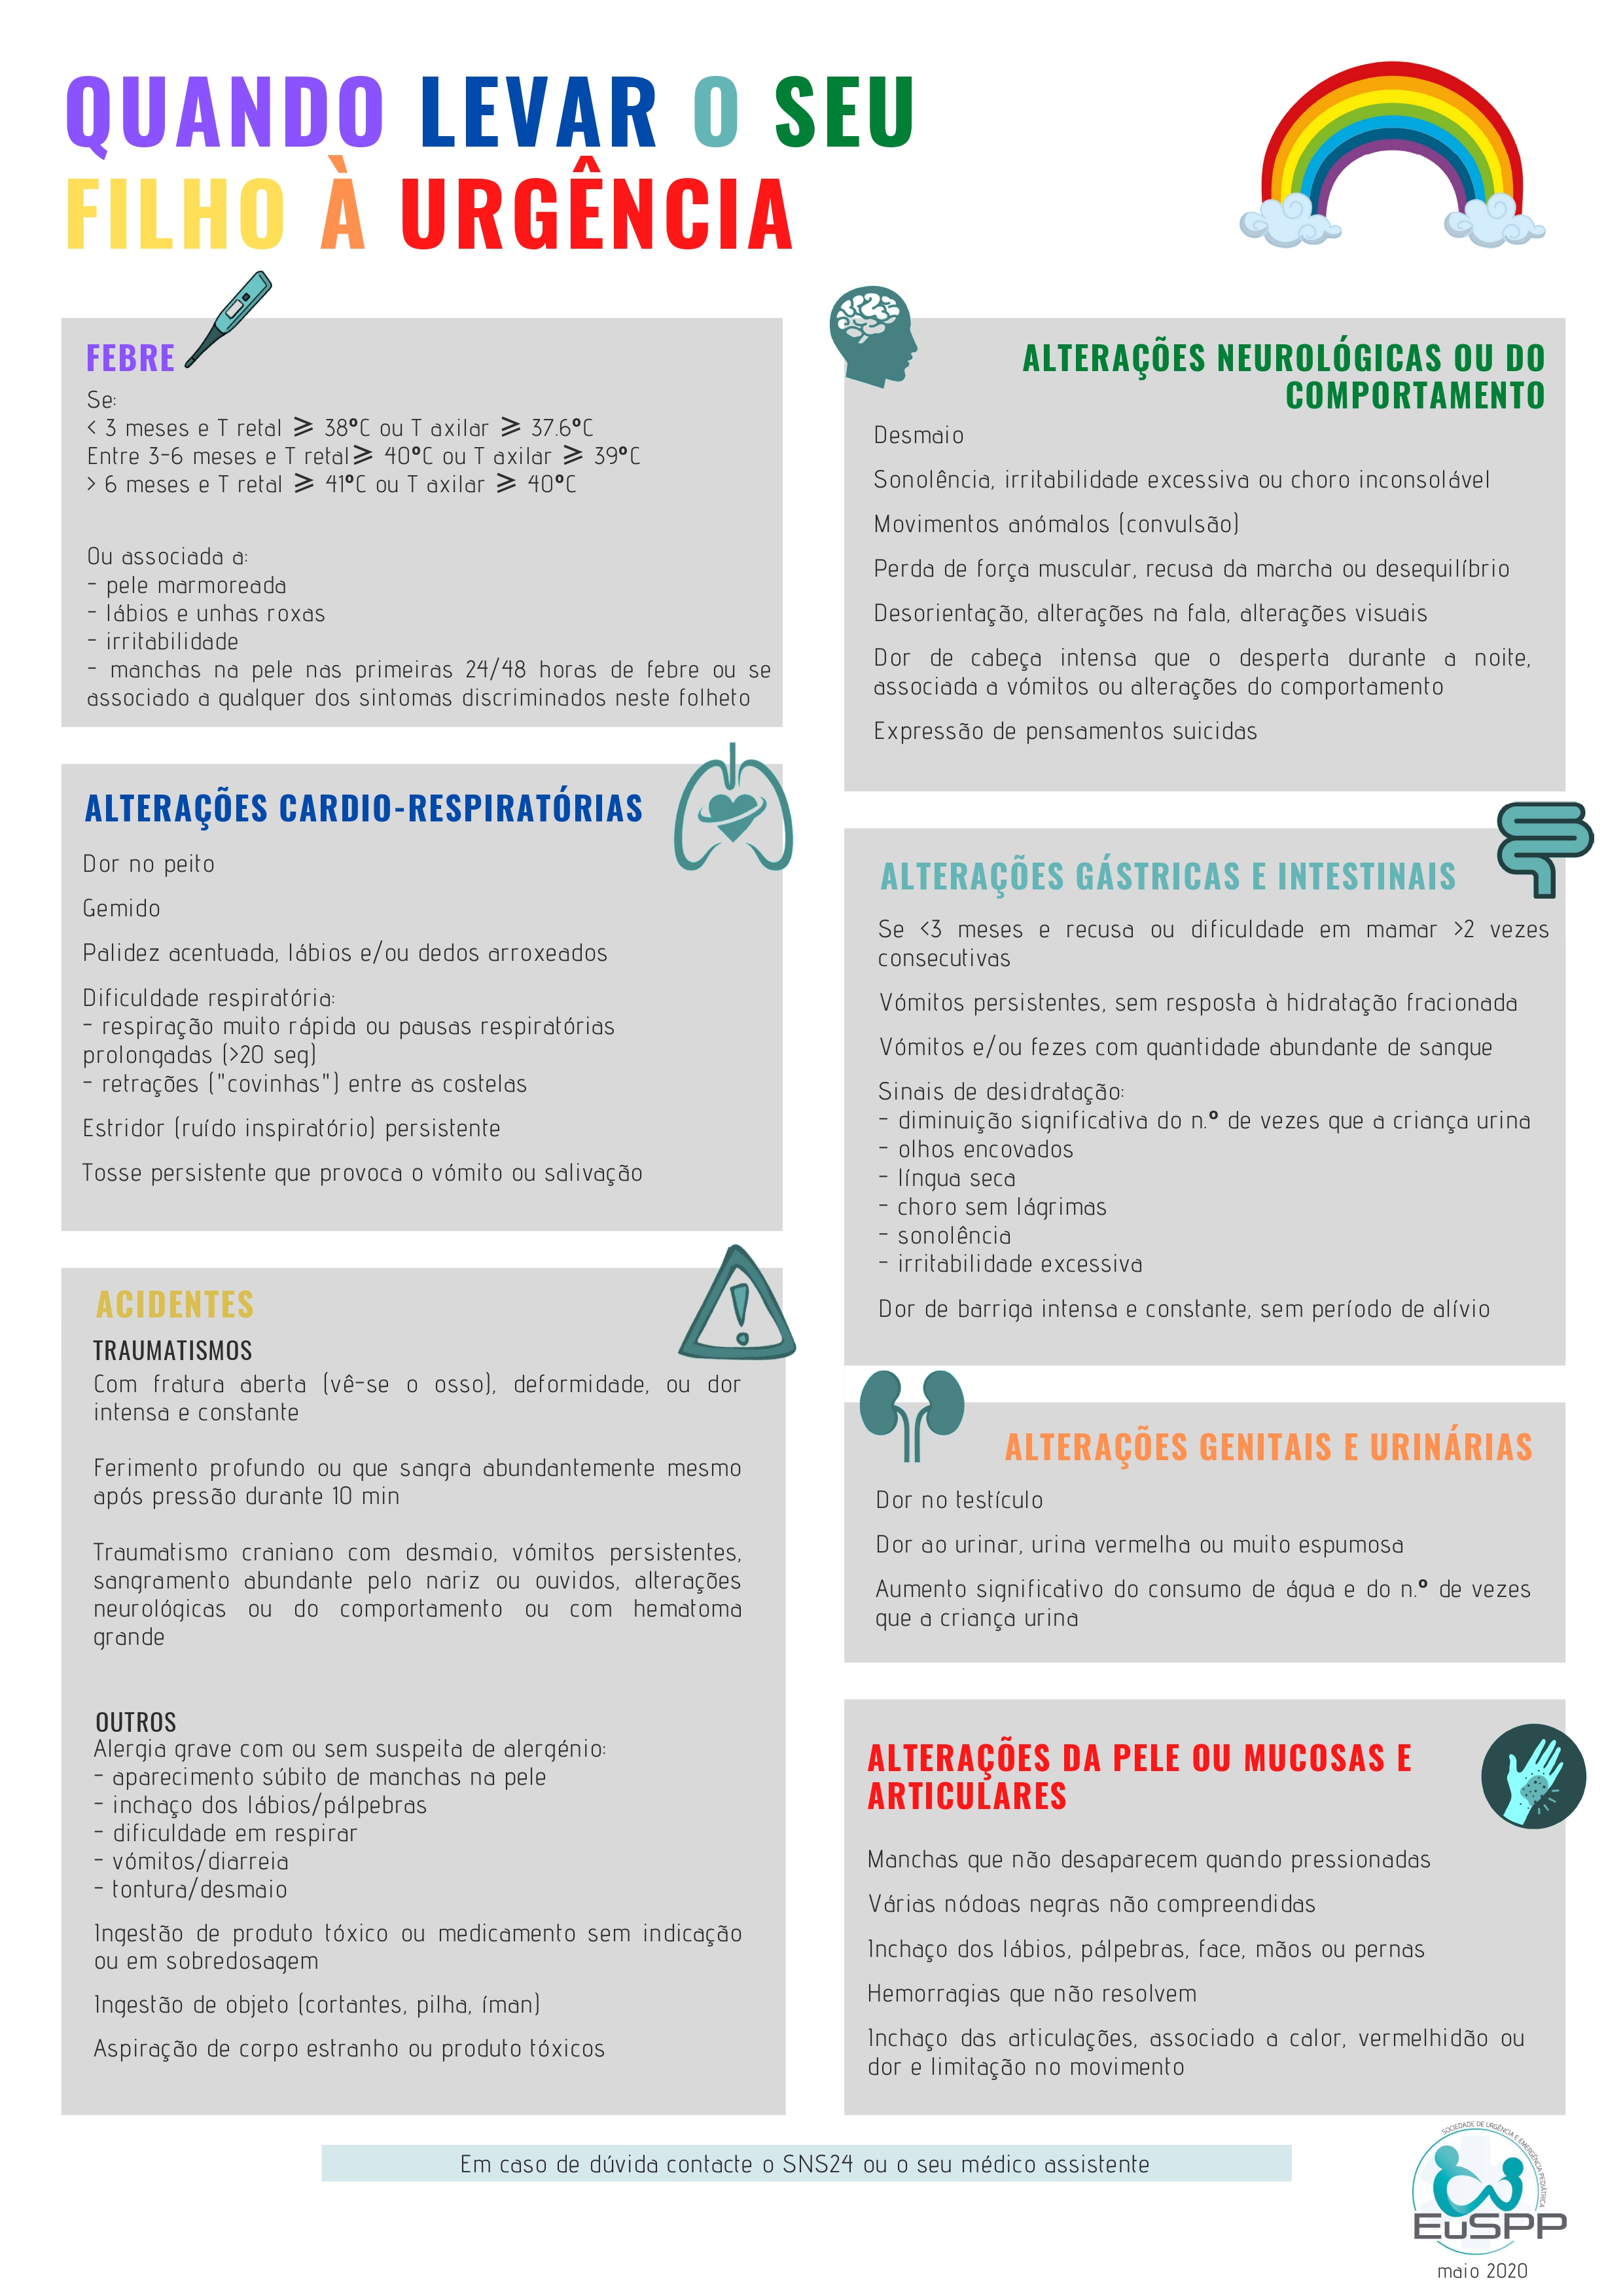 QUANDO LEVAR O SEU
FILHO À URGÊNCIA
FEBRE
Se:
< 3 meses e T retal ⩾ 38ºC ou T axilar ⩾ 37.6ºC
Entre 3-6 meses e T retal⩾ 40ºC ou T axilar ⩾ 39ºC
> 6 meses e T retal ⩾ 41ºC ou T axilar ⩾ 40ºC
Ou associada a:
- pele marmoreada
- lábios e unhas roxas
- irritabilidade
- manchas na pele nas primeiras 24/48 horas de febre ou se
associado a qualquer dos sintomas discriminados neste folheto
ALTERAÇÕES CARDIO-RESPIRATÓRIAS
Dor no peito
Gemido
Palidez acentuada, lábios e/ou dedos arroxeados
Dificuldade respiratória:
- respiração muito rápida ou pausas respiratórias
prolongadas (>20 seg)
- retrações ("covinhas") entre as costelas
Estridor (ruído inspiratório) persistente
Tosse persistente que provoca o vómito ou salivação
ACIDENTES
TRAUMATISMOS
Com fratura aberta (vê-se o osso), deformidade, ou dor
intensa e constante
Ferimento profundo ou que sangra abundantemente mesmo
após pressão durante 10 min
Traumatismo craniano com desmaio, vómitos persistentes,
sangramento abundante pelo nariz ou ouvidos, alterações
neurológicas ou do comportamento ou com hematoma
grande
OUTROS
Alergia grave com ou sem suspeita de alergénio:
- aparecimento súbito de manchas na pele
- inchaço dos lábios/pálpebras
- dificuldade em respirar
- vómitos/diarreia
- tontura/desmaio
Ingestão de produto tóxico ou medicamento sem indicação
ou em sobredosagem
Ingestão de objeto (cortantes, pilha, íman)
Aspiração de corpo estranho ou produto tóxicos
ALTERAÇÕES NEUROLÓGICAS OU DO
COMPORTAMENTO
Desmaio
Sonolência, irritabilidade excessiva ou choro inconsolável
Movimentos anómalos (convulsão)
Perda de força muscular, recusa da marcha ou desequilíbrio
Desorientação, alterações na fala, alterações visuais
Dor de cabeça intensa que o desperta durante a noite,
associada a vómitos ou alterações do comportamento
Expressão de pensamentos suicidas
ALTERAÇÕES GÁSTRICAS E INTESTINAIS
Se <3 meses e recusa ou dificuldade em mamar >2 vezes
consecutivas
Vómitos persistentes, sem resposta à hidratação fracionada
Vómitos e/ou fezes com quantidade abundante de sangue
Sinais de desidratação:
- diminuição significativa do n.º de vezes que a criança urina
- olhos encovados
- língua seca
- choro sem lágrimas
- sonolência
- irritabilidade excessiva
Dor de barriga intensa e constante, sem período de alívio
ALTERAÇÕES GENITAIS E URINÁRIAS
Dor no testículo
Dor ao urinar, urina vermelha ou muito espumosa
Aumento significativo do consumo de água e do n.º de vezes
que a criança urina
ALTERAÇÕES DA PELE OU MUCOSAS E
ARTICULARES
Manchas que não desaparecem quando pressionadas
Várias nódoas negras não compreendidas
Inchaço dos lábios, pálpebras, face, mãos ou pernas
Hemorragias que não resolvem
Inchaço das articulações, associado a calor, vermelhidão ou
dor e limitação no movimento
Em caso de dúvida contacte o SNS24 ou o seu médico assistente
SOCIEDADE DE URGÊNCIA E EMERGÊNCIA PEDIÁTRICA
EuSPP
maio 2020